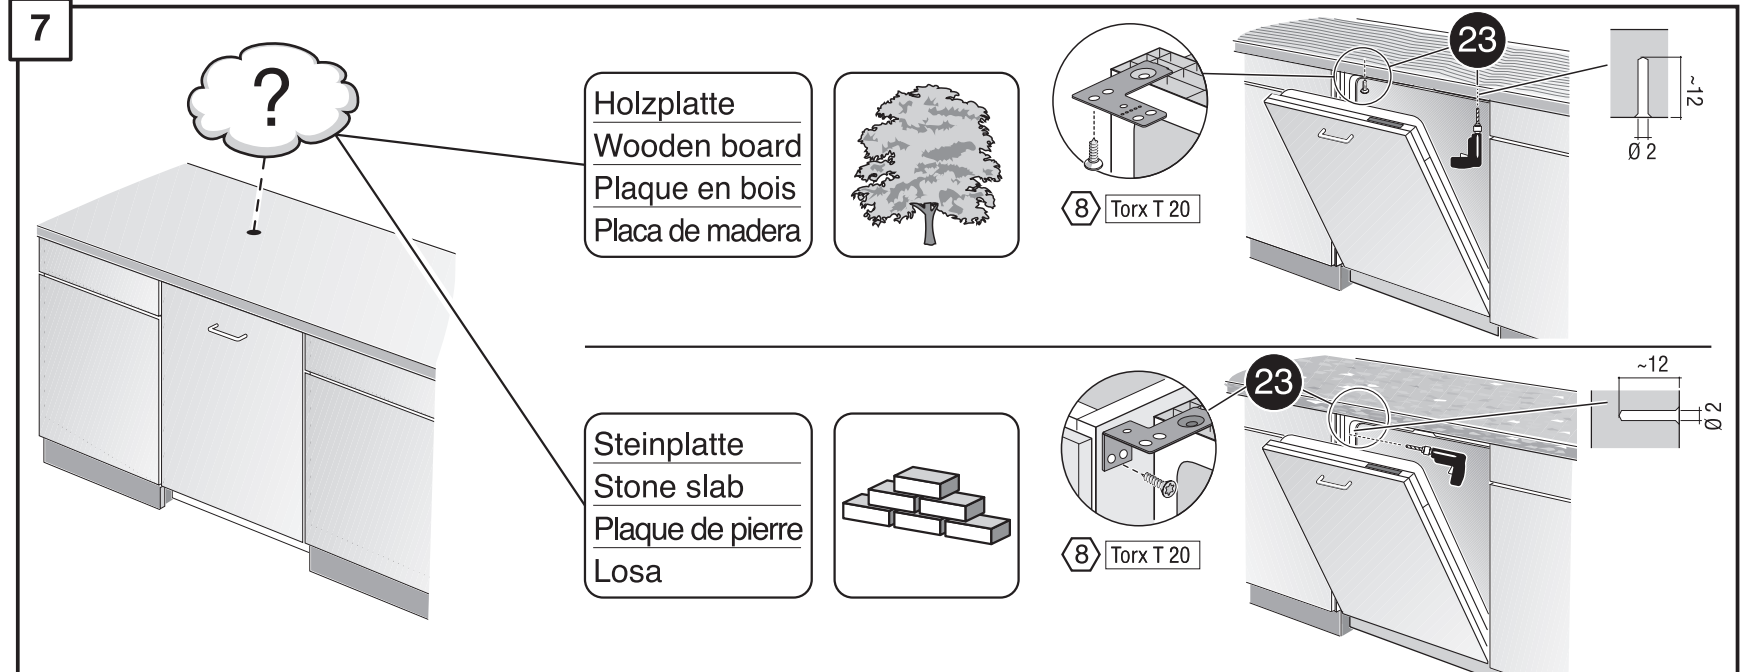 7
?
Holzplatte
Wooden board
Plaque en bois
Placa de madera
8 Torx T 20
23
~12
Ø 2
Steinplatte
Stone slab
Plaque de pierre
Losa
8 Torx T 20
23
~12
Ø 2